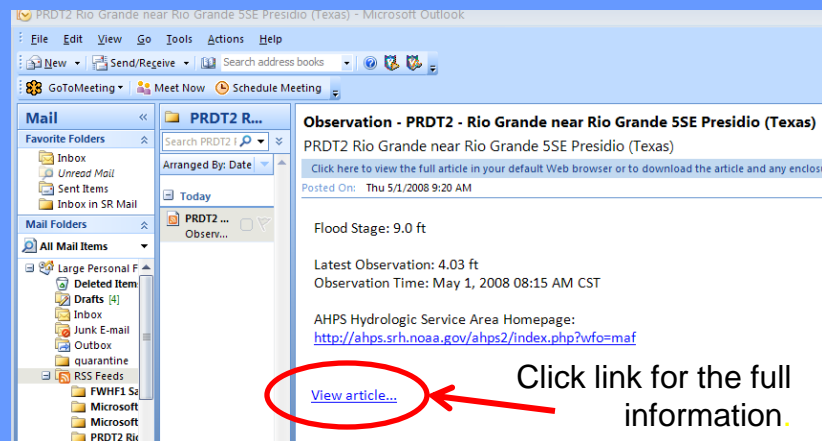 PRDT2 Rio Grande near Rio Grande 5SE Presidio (Texas) - Microsoft Outlook
File Edit View Go Tools Actions Help
New Send/Receive Search address books
GoToMeeting Meet Now Schedule Meeting
Mail «
Favorite Folders
Inbox
Unread Mail
Sent Items
Inbox in SR Mail
Mail Folders
All Mail Items
Large Personal F
Deleted Item
Drafts [4]
Inbox
Junk E-mail
Outbox
quarantine
RSS Feeds
FWHF1 Sa
Microsoft
Microsoft
PRDT2 Rio
PRDT2 R...
Search PRDT2
Arranged By: Date
Today
PRDT2 ...
Observ...
Observation - PRDT2 - Rio Grande near Rio Grande 5SE Presidio (Texas)
PRDT2 Rio Grande near Rio Grande 5SE Presidio (Texas)
Click here to view the full article in your default Web browser or to download the article and any enclosu
Posted On: Thu 5/1/2008 9:20 AM
Flood Stage: 9.0 ft
Latest Observation: 4.03 ft
Observation Time: May 1, 2008 08:15 AM CST
AHPS Hydrologic Service Area Homepage:
http://ahps.srh.noaa.gov/ahps2/index.php?wfo=maf
View article...
Click link for the full
information.